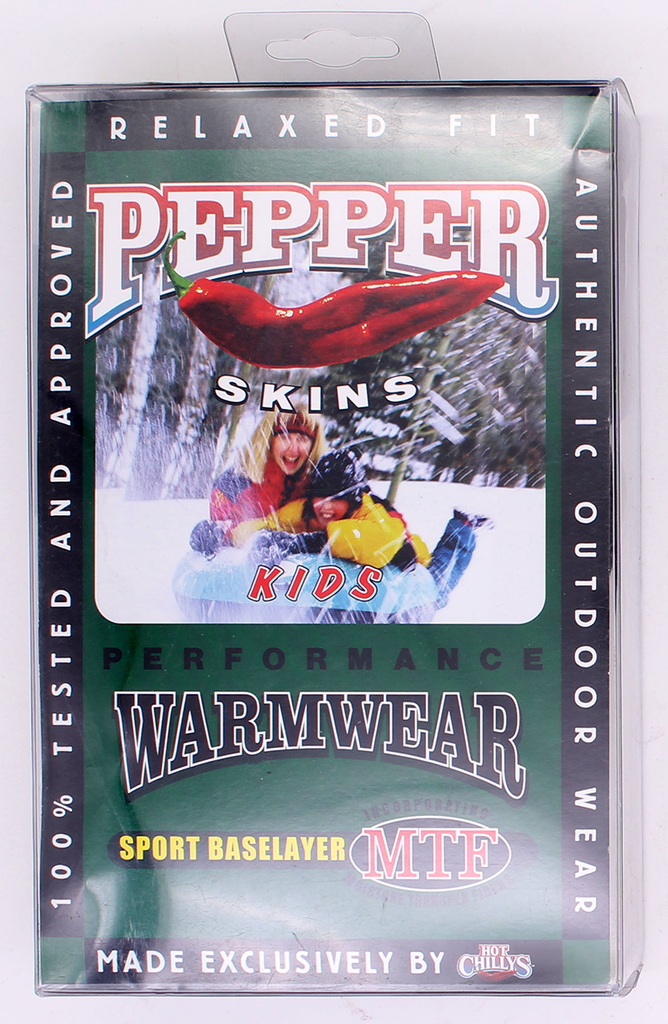 RELAXED FIT
100% TESTED AND APPROVED
AUTHENTIC OUTDOOR WEAR
PEPPER
SKINS
KIDS
PERFORMANCE
WARMWEAR
INCORPORATING
SPORT BASELAYER MTF
MADE EXCLUSIVELY BY HOT
CHILLYS